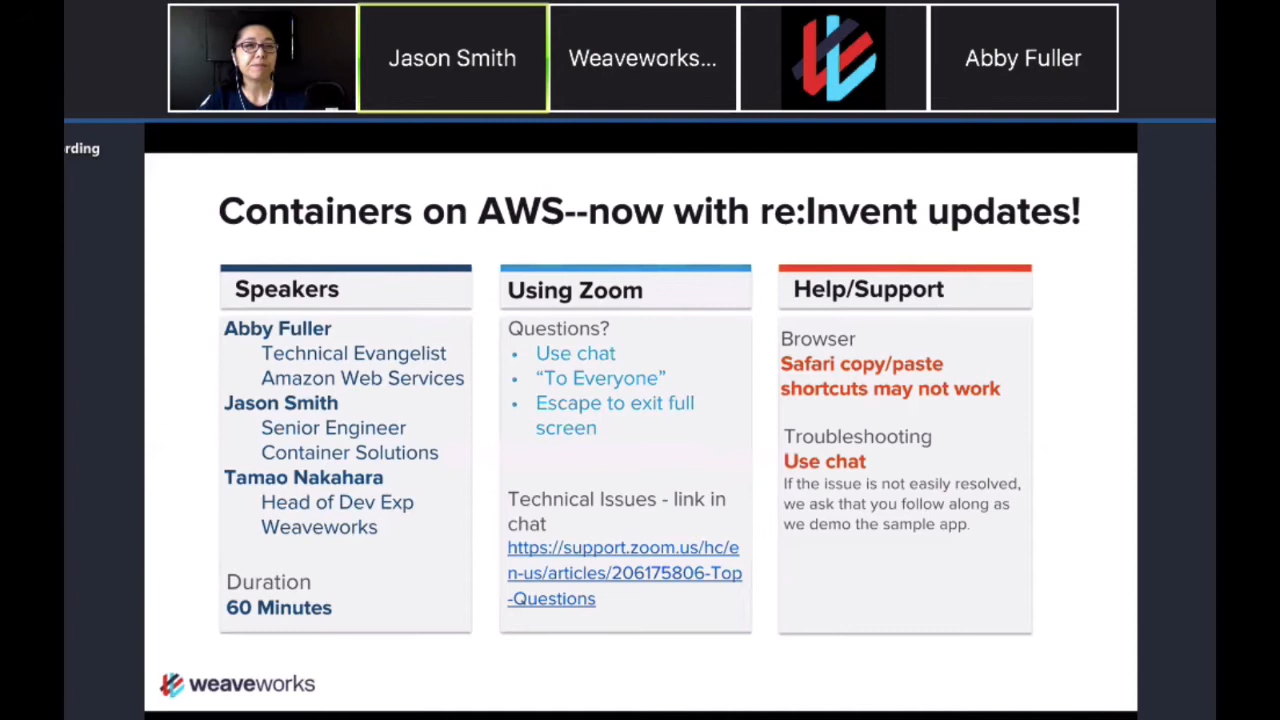 Jason Smith
Weaveworks...
Abby Fuller
rding
Containers on AWS--now with re:Invent updates!
Speakers
Abby Fuller
Technical Evangelist
Amazon Web Services
Jason Smith
Senior Engineer
Container Solutions
Tamao Nakahara
Head of Dev Exp
Weaveworks
Duration
60 Minutes
Using Zoom
Questions?
• Use chat
• “To Everyone”
• Escape to exit full
screen
Technical Issues - link in
chat
https://support.zoom.us/hc/e
n-us/articles/206175806-Top
-Questions
Help/Support
Browser
Safari copy/paste
shortcuts may not work
Troubleshooting
Use chat
If the issue is not easily resolved,
we ask that you follow along as
we demo the sample app.
weaveworks